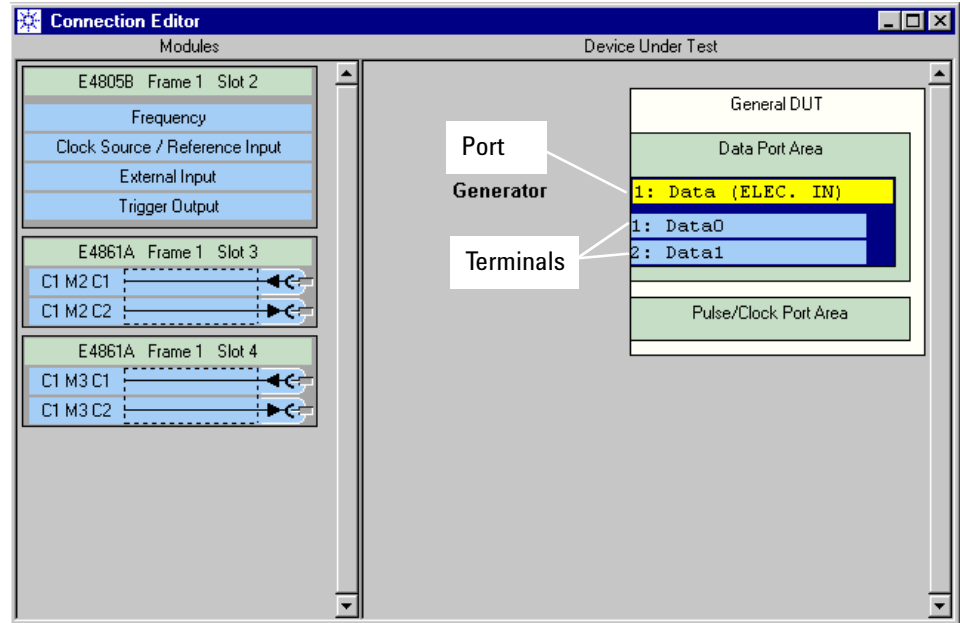 Connection Editor
Modules
Device Under Test
E4805B Frame 1 Slot 2
Frequency
Clock Source / Reference Input
External Input
Trigger Output
E4861A Frame 1 Slot 3
C1 M2 C1
C1 M2 C2
E4861A Frame 1 Slot 4
C1 M3 C1
C1 M3 C2
General DUT
Data Port Area
Port
Generator
1: Data (ELEC. IN)
Terminals
1: Data0
2: Data1
Pulse/Clock Port Area